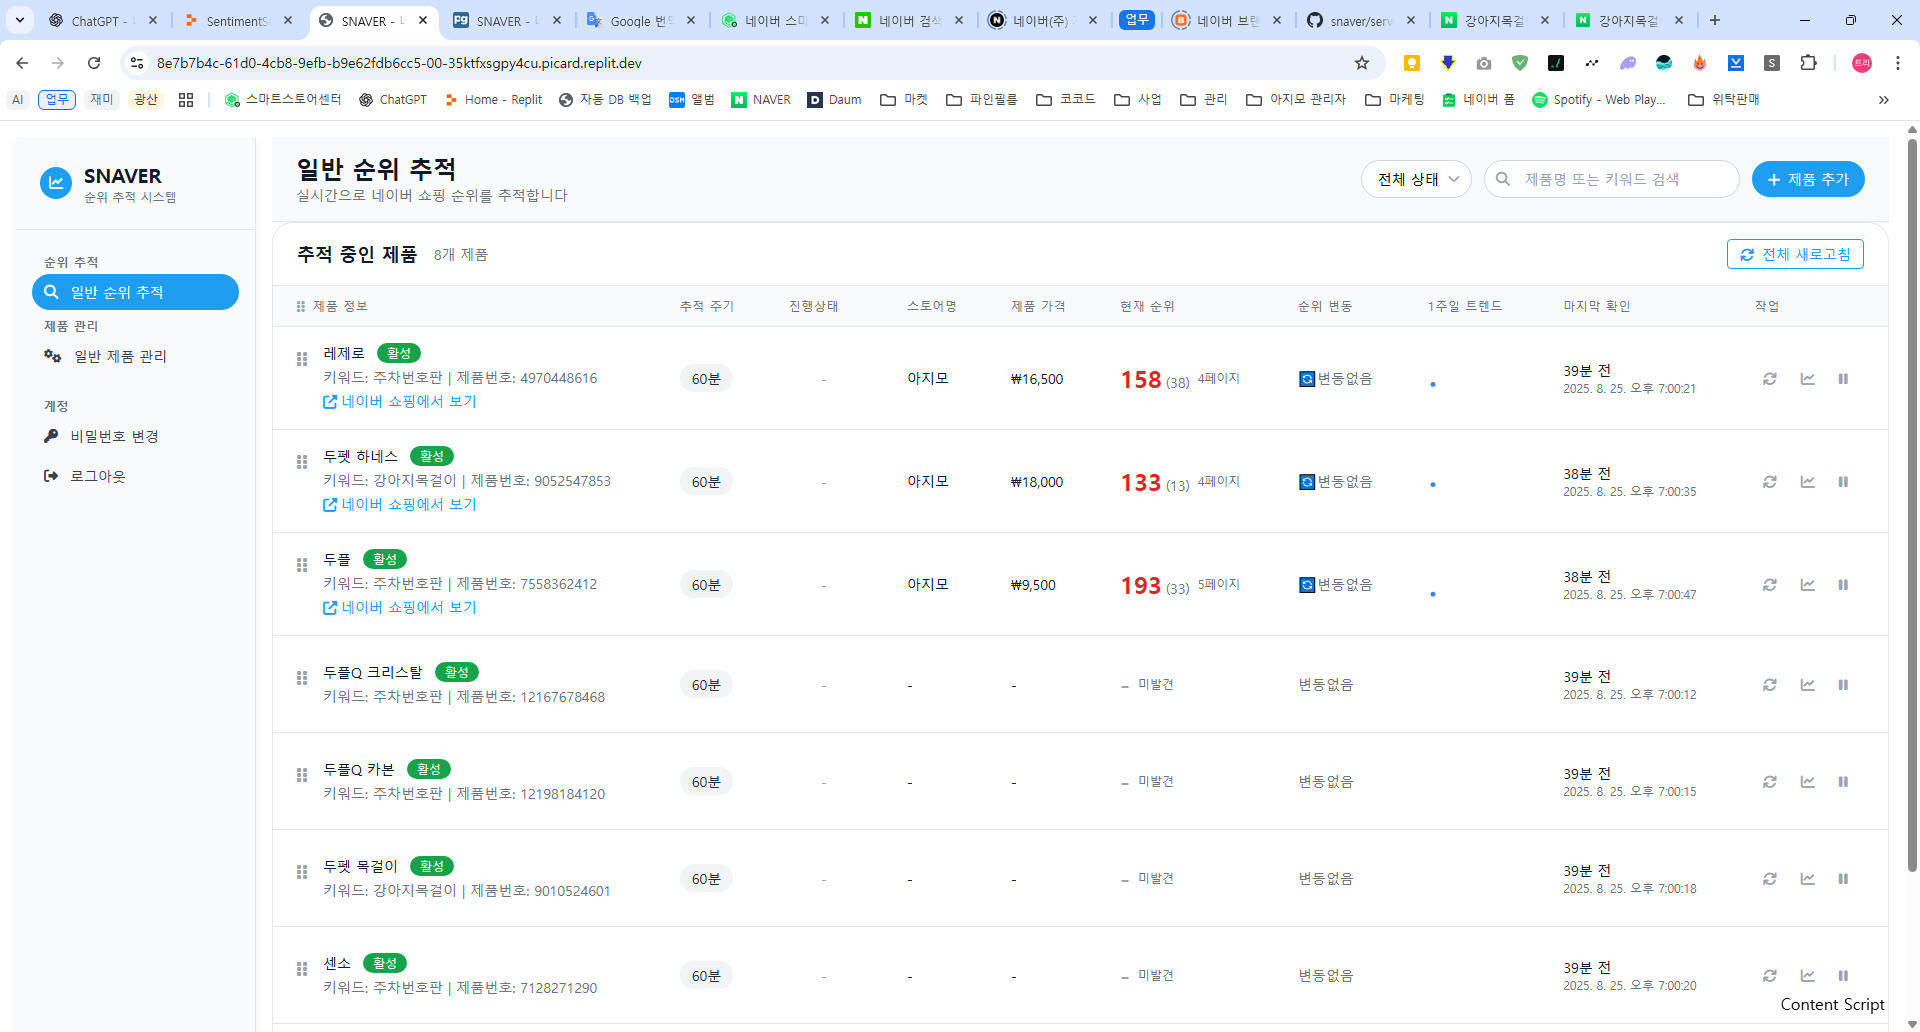 ChatGPT -
SentimentS
SNAVER - 
SNAVER - 
Google 번역
네이버 스마
네이버 검색
네이버(주)
업무
네이버 브랜
snaver/serv
강아지목걸
강아지목걸
8e7b7b4c-61d0-4cb8-9efb-b9e62fdb6cc5-00-35ktfxsgpy4cu.picard.replit.dev
트리
AI 업무 재미 광산 스마트스토어센터 ChatGPT Home - Replit 자동 DB 백업 앨범 NAVER Daum 마켓 파인필름 코코드 사업 관리 아지모 관리자 마케팅 네이버 폼 Spotify - Web Play... 위탁판매
SNAVER
순위 추적 시스템
순위 추적
일반 순위 추적
제품 관리
일반 제품 관리
계정
비밀번호 변경
로그아웃
일반 순위 추적
실시간으로 네이버 쇼핑 순위를 추적합니다
전체 상태
제품명 또는 키워드 검색
+ 제품 추가
추적 중인 제품 8개 제품
전체 새로고침
제품 정보 추적 주기 진행상태 스토어명 제품 가격 현재 순위 순위 변동 1주일 트렌드 마지막 확인 작업
레제로 활성
키워드: 주차번호판 | 제품번호: 4970448616
네이버 쇼핑에서 보기
60분 - 아지모 ₩16,500 158 (38) 4페이지 변동없음
39분 전
2025. 8. 25. 오후 7:00:21
두펫 하네스 활성
키워드: 강아지목걸이 | 제품번호: 9052547853
네이버 쇼핑에서 보기
60분 - 아지모 ₩18,000 133 (13) 4페이지 변동없음
38분 전
2025. 8. 25. 오후 7:00:35
두플 활성
키워드: 주차번호판 | 제품번호: 7558362412
네이버 쇼핑에서 보기
60분 - 아지모 ₩9,500 193 (33) 5페이지 변동없음
38분 전
2025. 8. 25. 오후 7:00:47
두플Q 크리스탈 활성
키워드: 주차번호판 | 제품번호: 12167678468
60분 - - - – 미발견 변동없음
39분 전
2025. 8. 25. 오후 7:00:12
두플Q 카본 활성
키워드: 주차번호판 | 제품번호: 12198184120
60분 - - - – 미발견 변동없음
39분 전
2025. 8. 25. 오후 7:00:15
두펫 목걸이 활성
키워드: 강아지목걸이 | 제품번호: 9010524601
60분 - - - – 미발견 변동없음
39분 전
2025. 8. 25. 오후 7:00:18
센소 활성
키워드: 주차번호판 | 제품번호: 7128271290
60분 - - - – 미발견 변동없음
39분 전
2025. 8. 25. 오후 7:00:20
Content Script